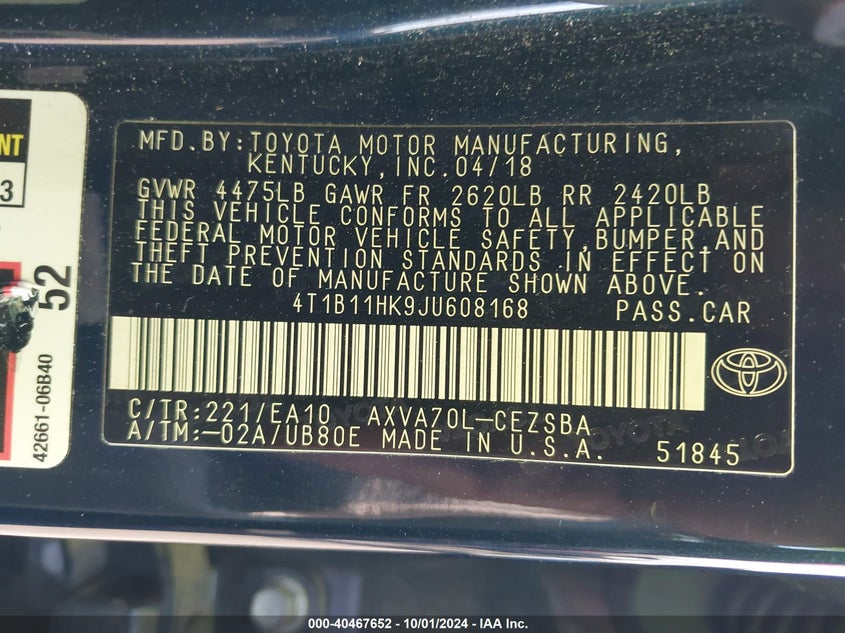 NT
3
52
42661-06B40
MFD.BY:TOYOTA MOTOR MANUFACTURING,
KENTUCKY,INC.04/18
GVWR 4475LB GAWR FR 2620LB RR 2420LB
THIS VEHICLE CONFORMS TO ALL APPLICABLE
FEDERAL MOTOR VEHICLE SAFETY,BUMPER,AND
THEFT PREVENTION STANDARDS IN EFFECT ON
THE DATE OF MANUFACTURE SHOWN ABOVE.
4T1B11HK9JU608168 PASS.CAR
C/TR:221/EA10 AXVA70L-CEZSBA
A/TM:-02A/UB80E MADE IN U.S.A. 51845
000-40467652 - 10/01/2024 - IAA Inc.